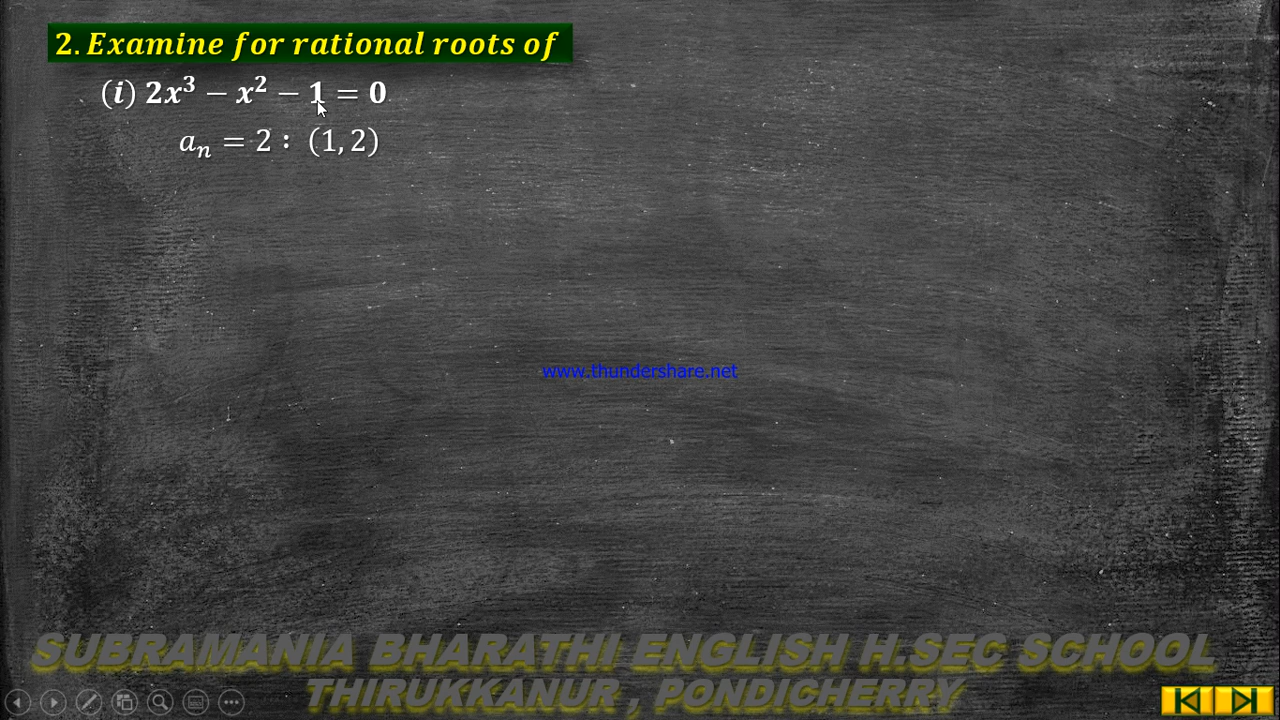 2. Examine for rational roots of
(i) 2x³ − x² − 1 = 0
aₙ = 2 : (1, 2)
www.thundershare.net
SUBRAMANIA BHARATHI ENGLISH H.SEC SCHOOL
THIRUKKANUR , PONDICHERRY